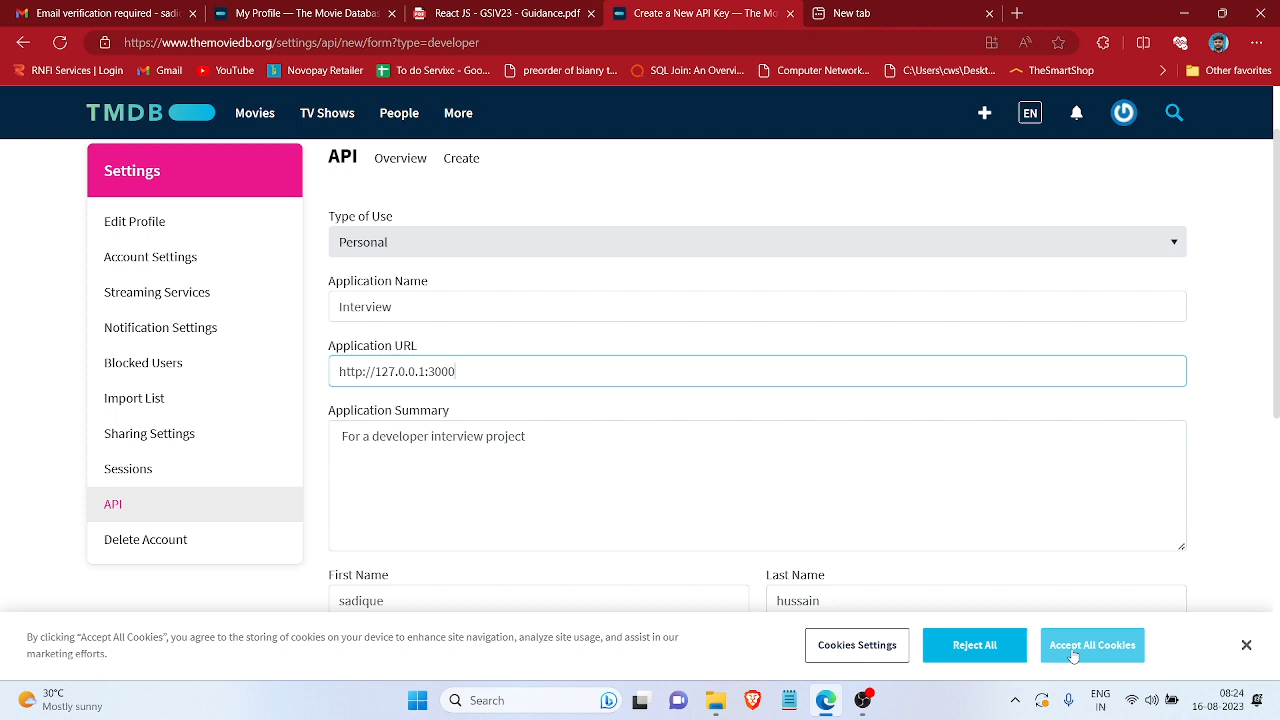 Email verification required - sadi
My Profile — The Movie Databas
React JS - GSIV23 - Guidance.pdf
Create a New API Key — The Mo
New tab
https://www.themoviedb.org/settings/api/new/form?type=developer
RNFI Services | Login
Gmail
YouTube
Novopay Retailer
To do Servixc - Goo...
preorder of bianry t...
SQL Join: An Overvi...
Computer Network...
C:\Users\cws\Deskt...
TheSmartShop
Other favorites
TMDB
Movies
TV Shows
People
More
EN
Settings
Edit Profile
Account Settings
Streaming Services
Notification Settings
Blocked Users
Import List
Sharing Settings
Sessions
API
Delete Account
API Overview Create
Type of Use
Personal
Application Name
Interview
Application URL
http://127.0.0.1:3000
Application Summary
For a developer interview project
First Name
sadique
Last Name
hussain
By clicking “Accept All Cookies”, you agree to the storing of cookies on your device to enhance site navigation, analyze site usage, and assist in our
marketing efforts.
Cookies Settings
Reject All
Accept All Cookies
30°C
Mostly sunny
Search
ENG
IN
08:24
16-08-2023